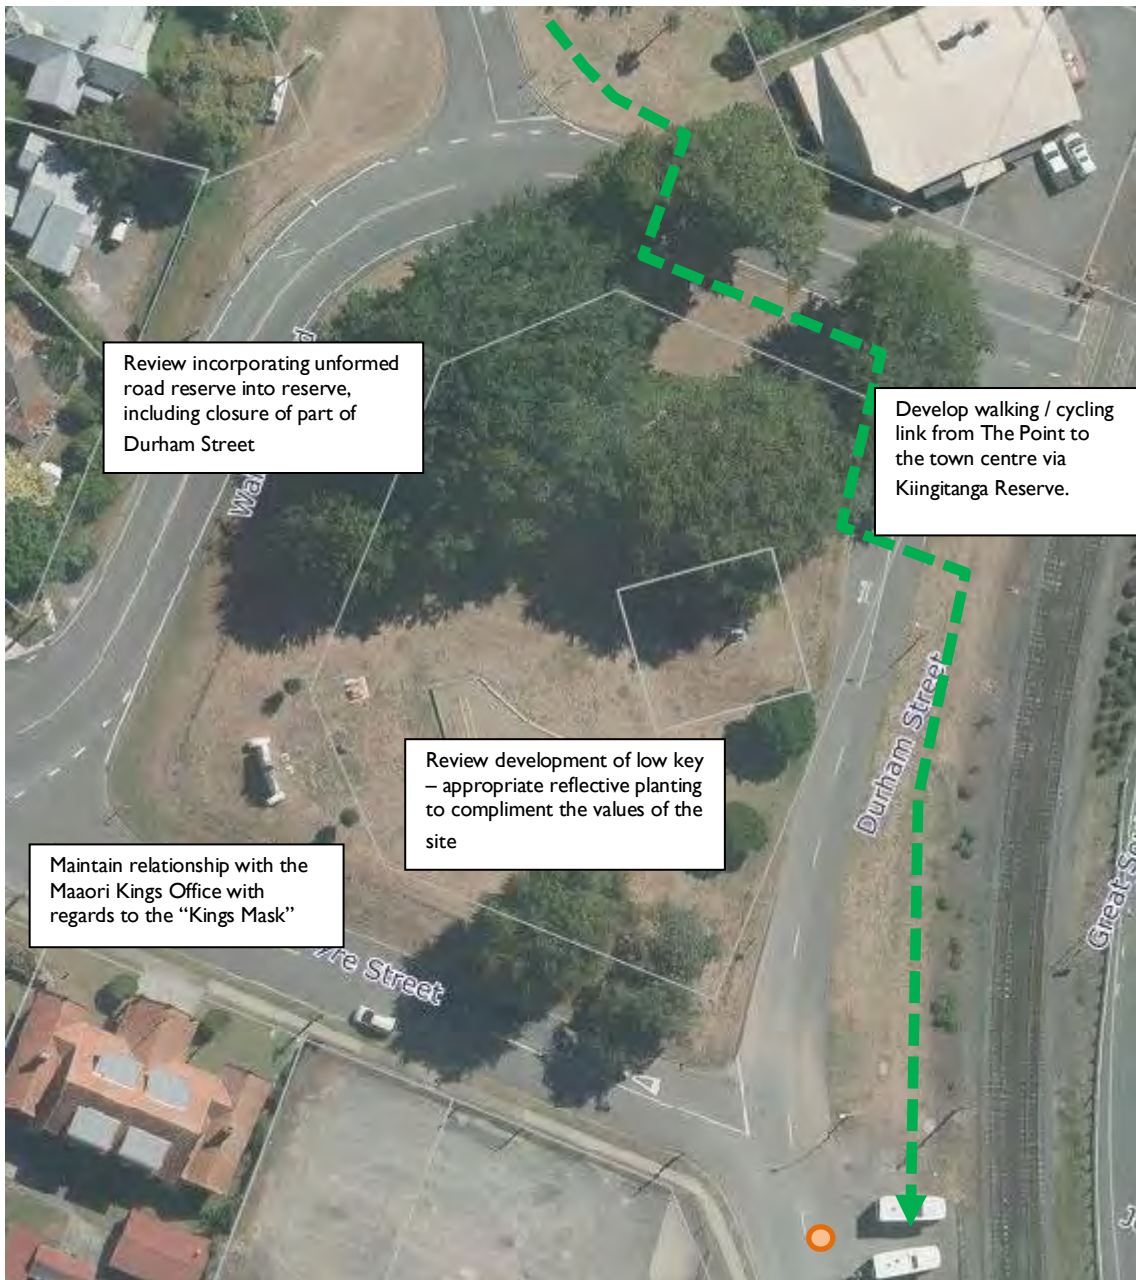 Review incorporating unformed
road reserve into reserve,
including closure of part of
Durham Street
Develop walking / cycling
link from The Point to
the town centre via
Kiingitanga Reserve.
Durham Street
Review development of low key
– appropriate reflective planting
to compliment the values of the
site
Maintain relationship with the
Maaori Kings Office with
regards to the “Kings Mask”
Street
Great